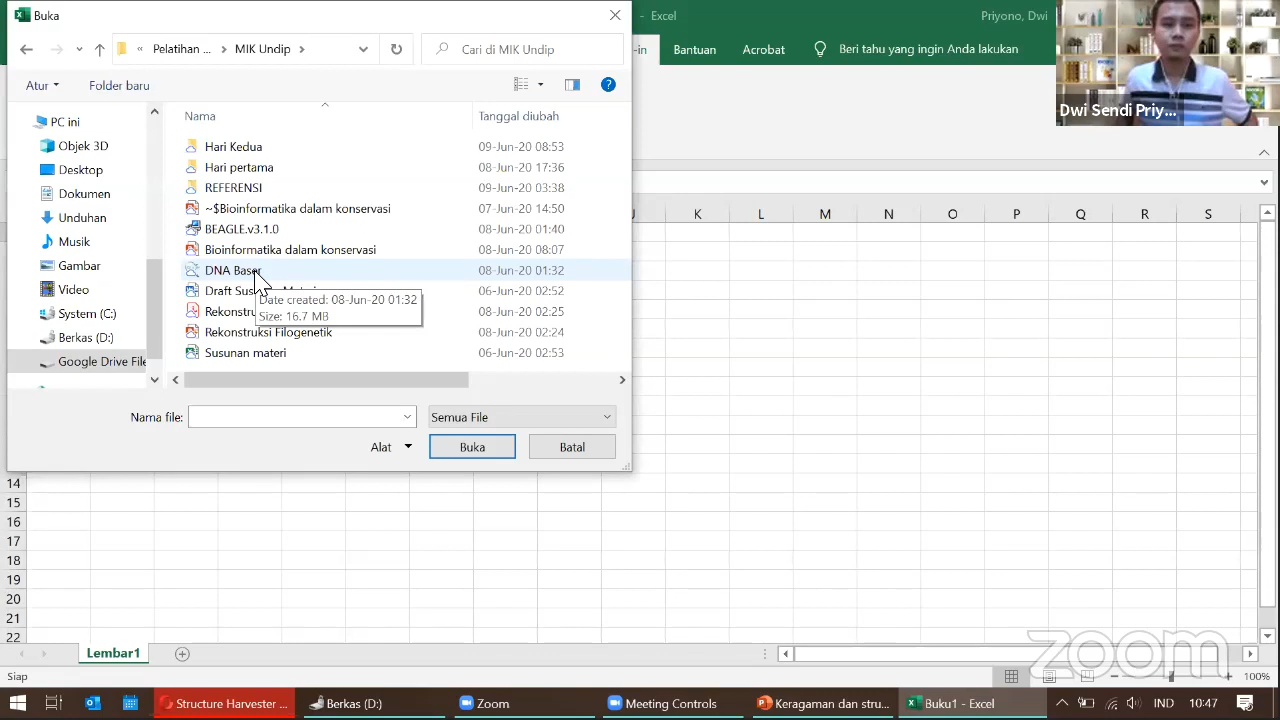 Buka
- Excel
Priyono, Dwi
« Pelatihan ... > MIK Undip >
Cari di MIK Undip
-in
Bantuan
Acrobat
Beri tahu yang ingin Anda lakukan
Dwi Sendi Priy...
Atur
Folder baru
Nama
Tanggal diubah
PC ini
Objek 3D
Desktop
Dokumen
Unduhan
Musik
Gambar
Video
System (C:)
Berkas (D:)
Google Drive File
Hari Kedua 09-Jun-20 08:53
Hari pertama 08-Jun-20 17:36
REFERENSI 09-Jun-20 03:38
~$Bioinformatika dalam konservasi 07-Jun-20 14:50
BEAGLE.v3.1.0 08-Jun-20 01:40
Bioinformatika dalam konservasi 08-Jun-20 08:07
DNA Baser 08-Jun-20 01:32
Draft 06-Jun-20 02:52
Date created: 08-Jun-20 01:32
Size: 16.7 MB
08-Jun-20 02:25
Rekonstruksi Filogenetik 08-Jun-20 02:24
Susunan materi 06-Jun-20 02:53
Nama file:
Semua File
Alat
Buka
Batal
K L M N O P Q R S
14
15
16
17
18
19
20
21
22
Lembar1
zoom
Siap
100%
Structure Harvester ...
Berkas (D:)
Zoom
Meeting Controls
Keragaman dan stru...
Buku1 - Excel
IND
10:47